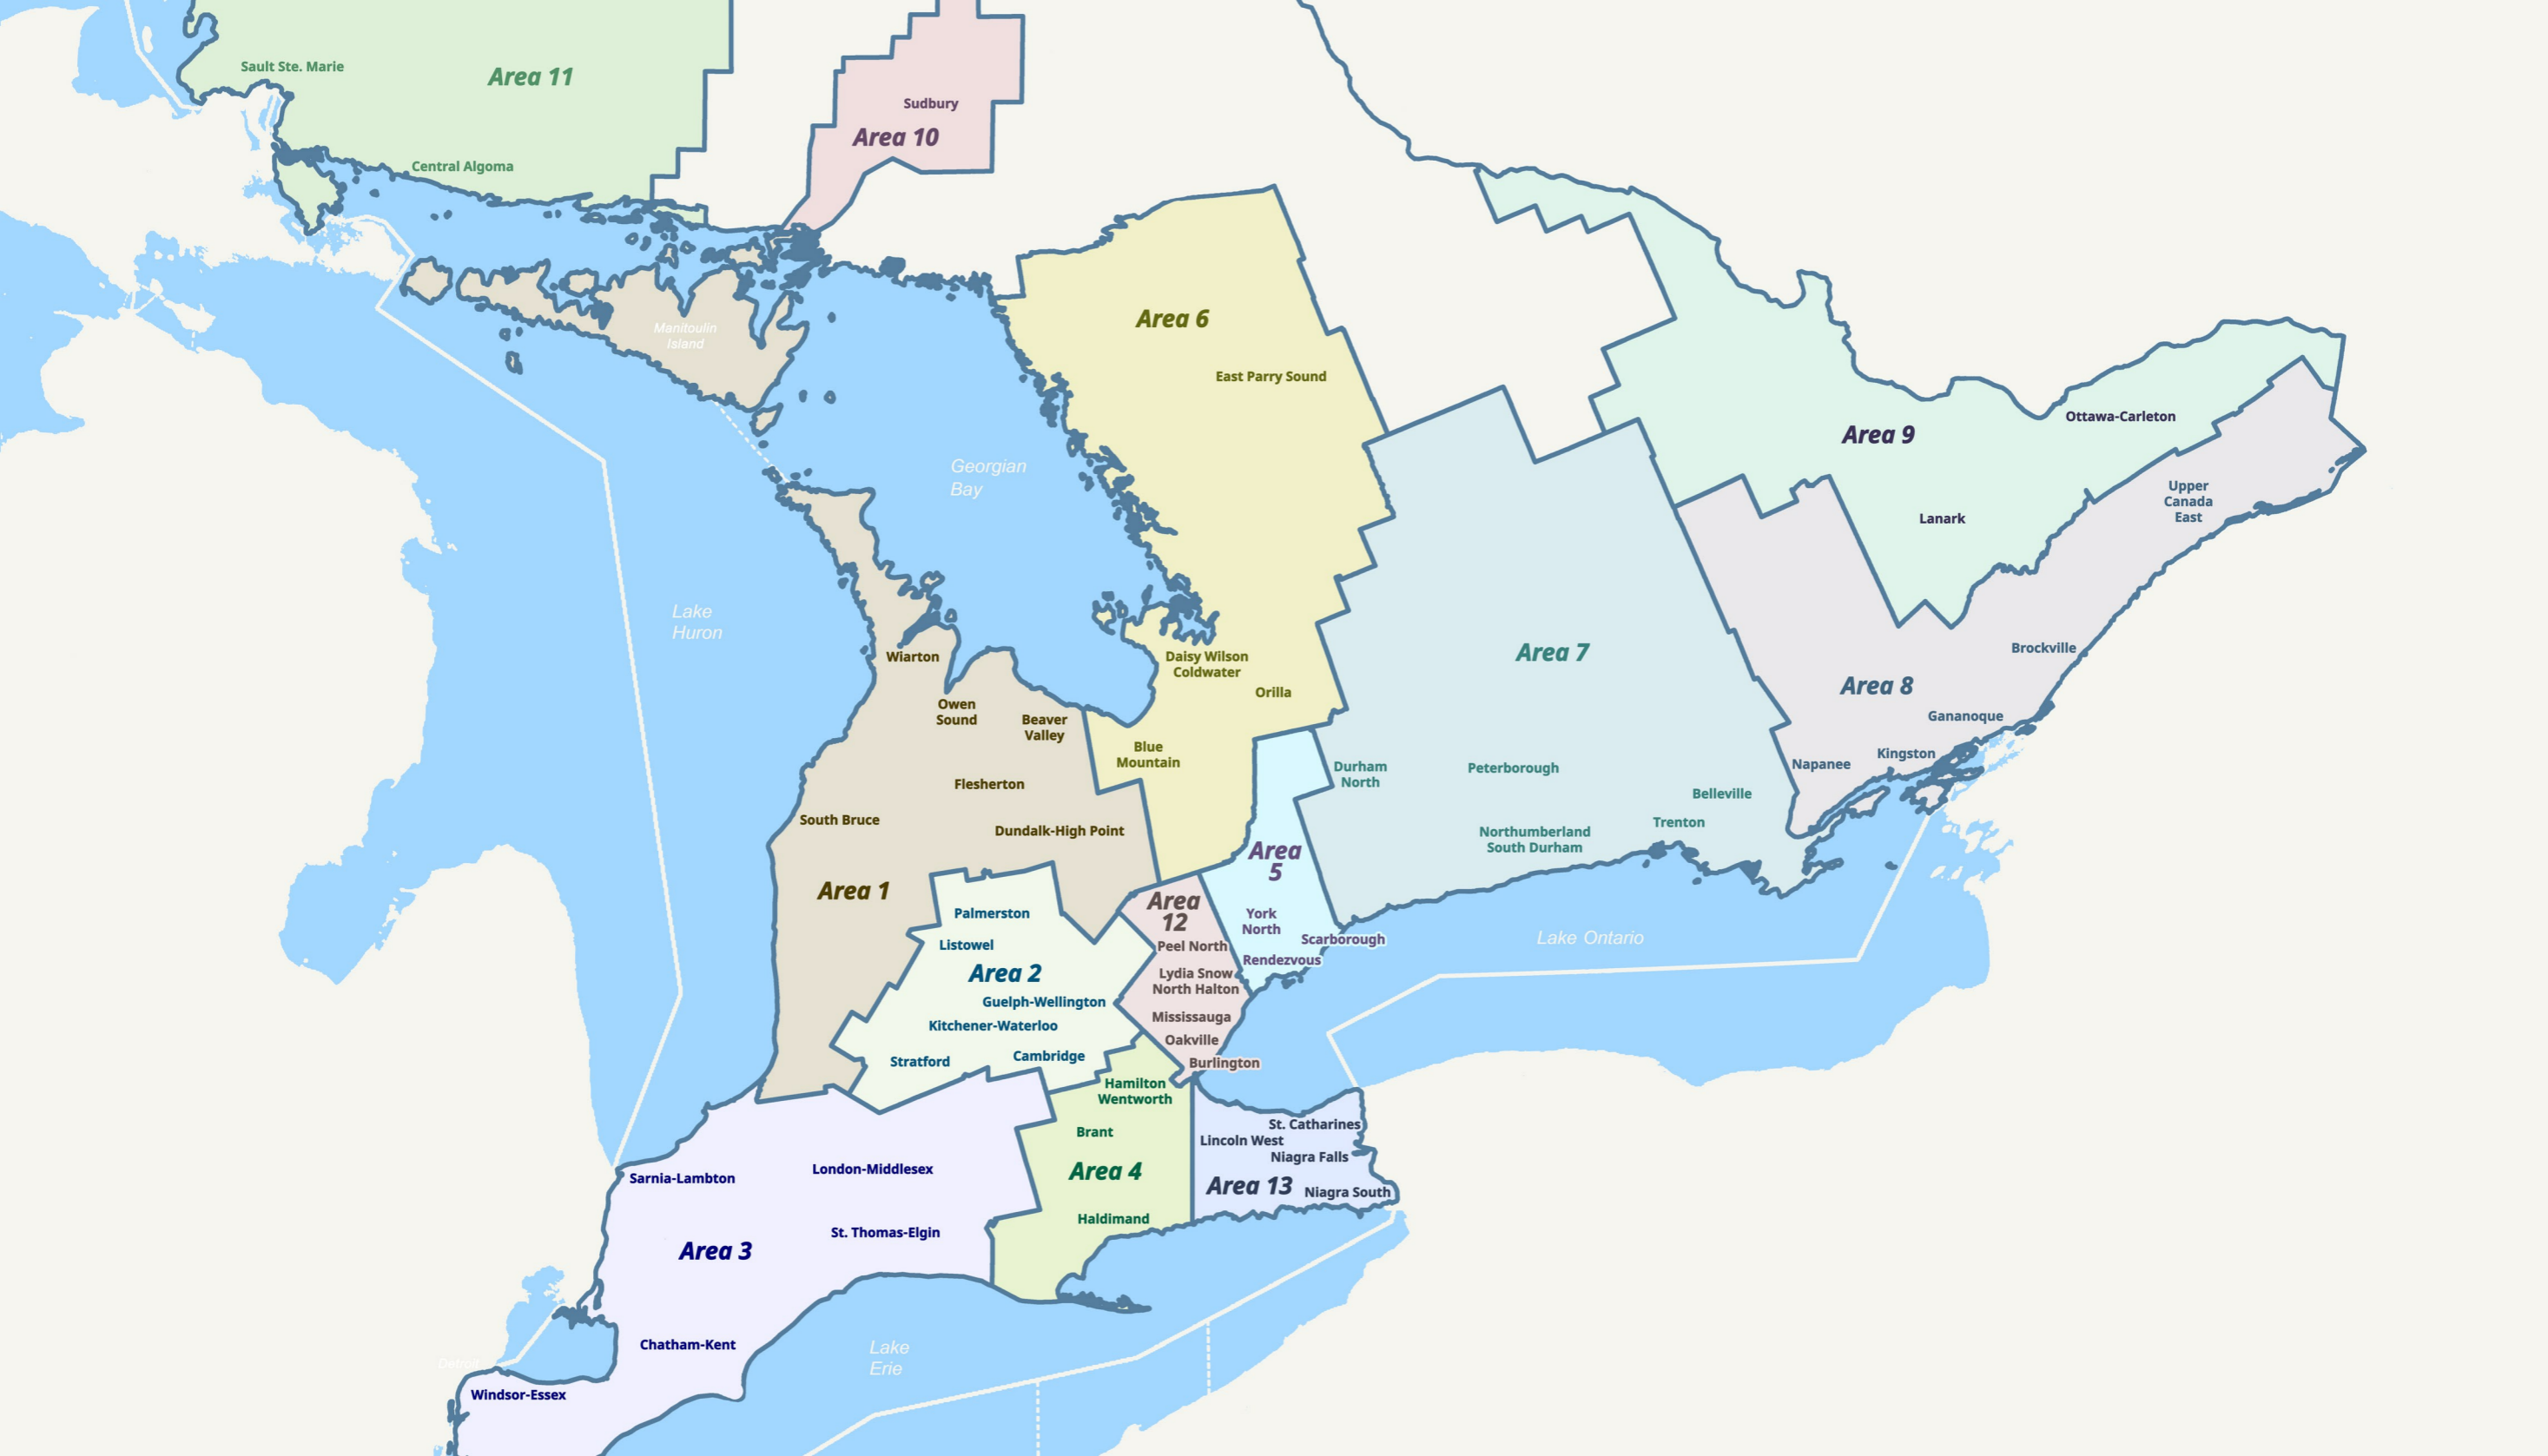 Sault Ste. Marie
Area 11
Central Algoma
Sudbury
Area 10
Manitoulin
Island
Georgian
Bay
Lake
Huron
Area 6
East Parry Sound
Daisy Wilson
Coldwater
Orilla
Blue
Mountain
Area 9
Ottawa-Carleton
Lanark
Upper
Canada
East
Brockville
Area 8
Gananoque
Kingston
Napanee
Area 7
Durham
North
Peterborough
Belleville
Trenton
Northumberland
South Durham
Wiarton
Owen
Sound
Beaver
Valley
Flesherton
South Bruce
Dundalk-High Point
Area 1
Area
5
York
North
Scarborough
Rendezvous
Lake Ontario
Area
12
Peel North
Lydia Snow
North Halton
Mississauga
Oakville
Burlington
Palmerston
Listowel
Area 2
Guelph-Wellington
Kitchener-Waterloo
Stratford
Cambridge
Hamilton
Wentworth
Brant
Area 4
Haldimand
St. Catharines
Lincoln West
Niagra Falls
Area 13
Niagra South
Sarnia-Lambton
London-Middlesex
St. Thomas-Elgin
Area 3
Chatham-Kent
Windsor-Essex
Detroit
Lake
Erie